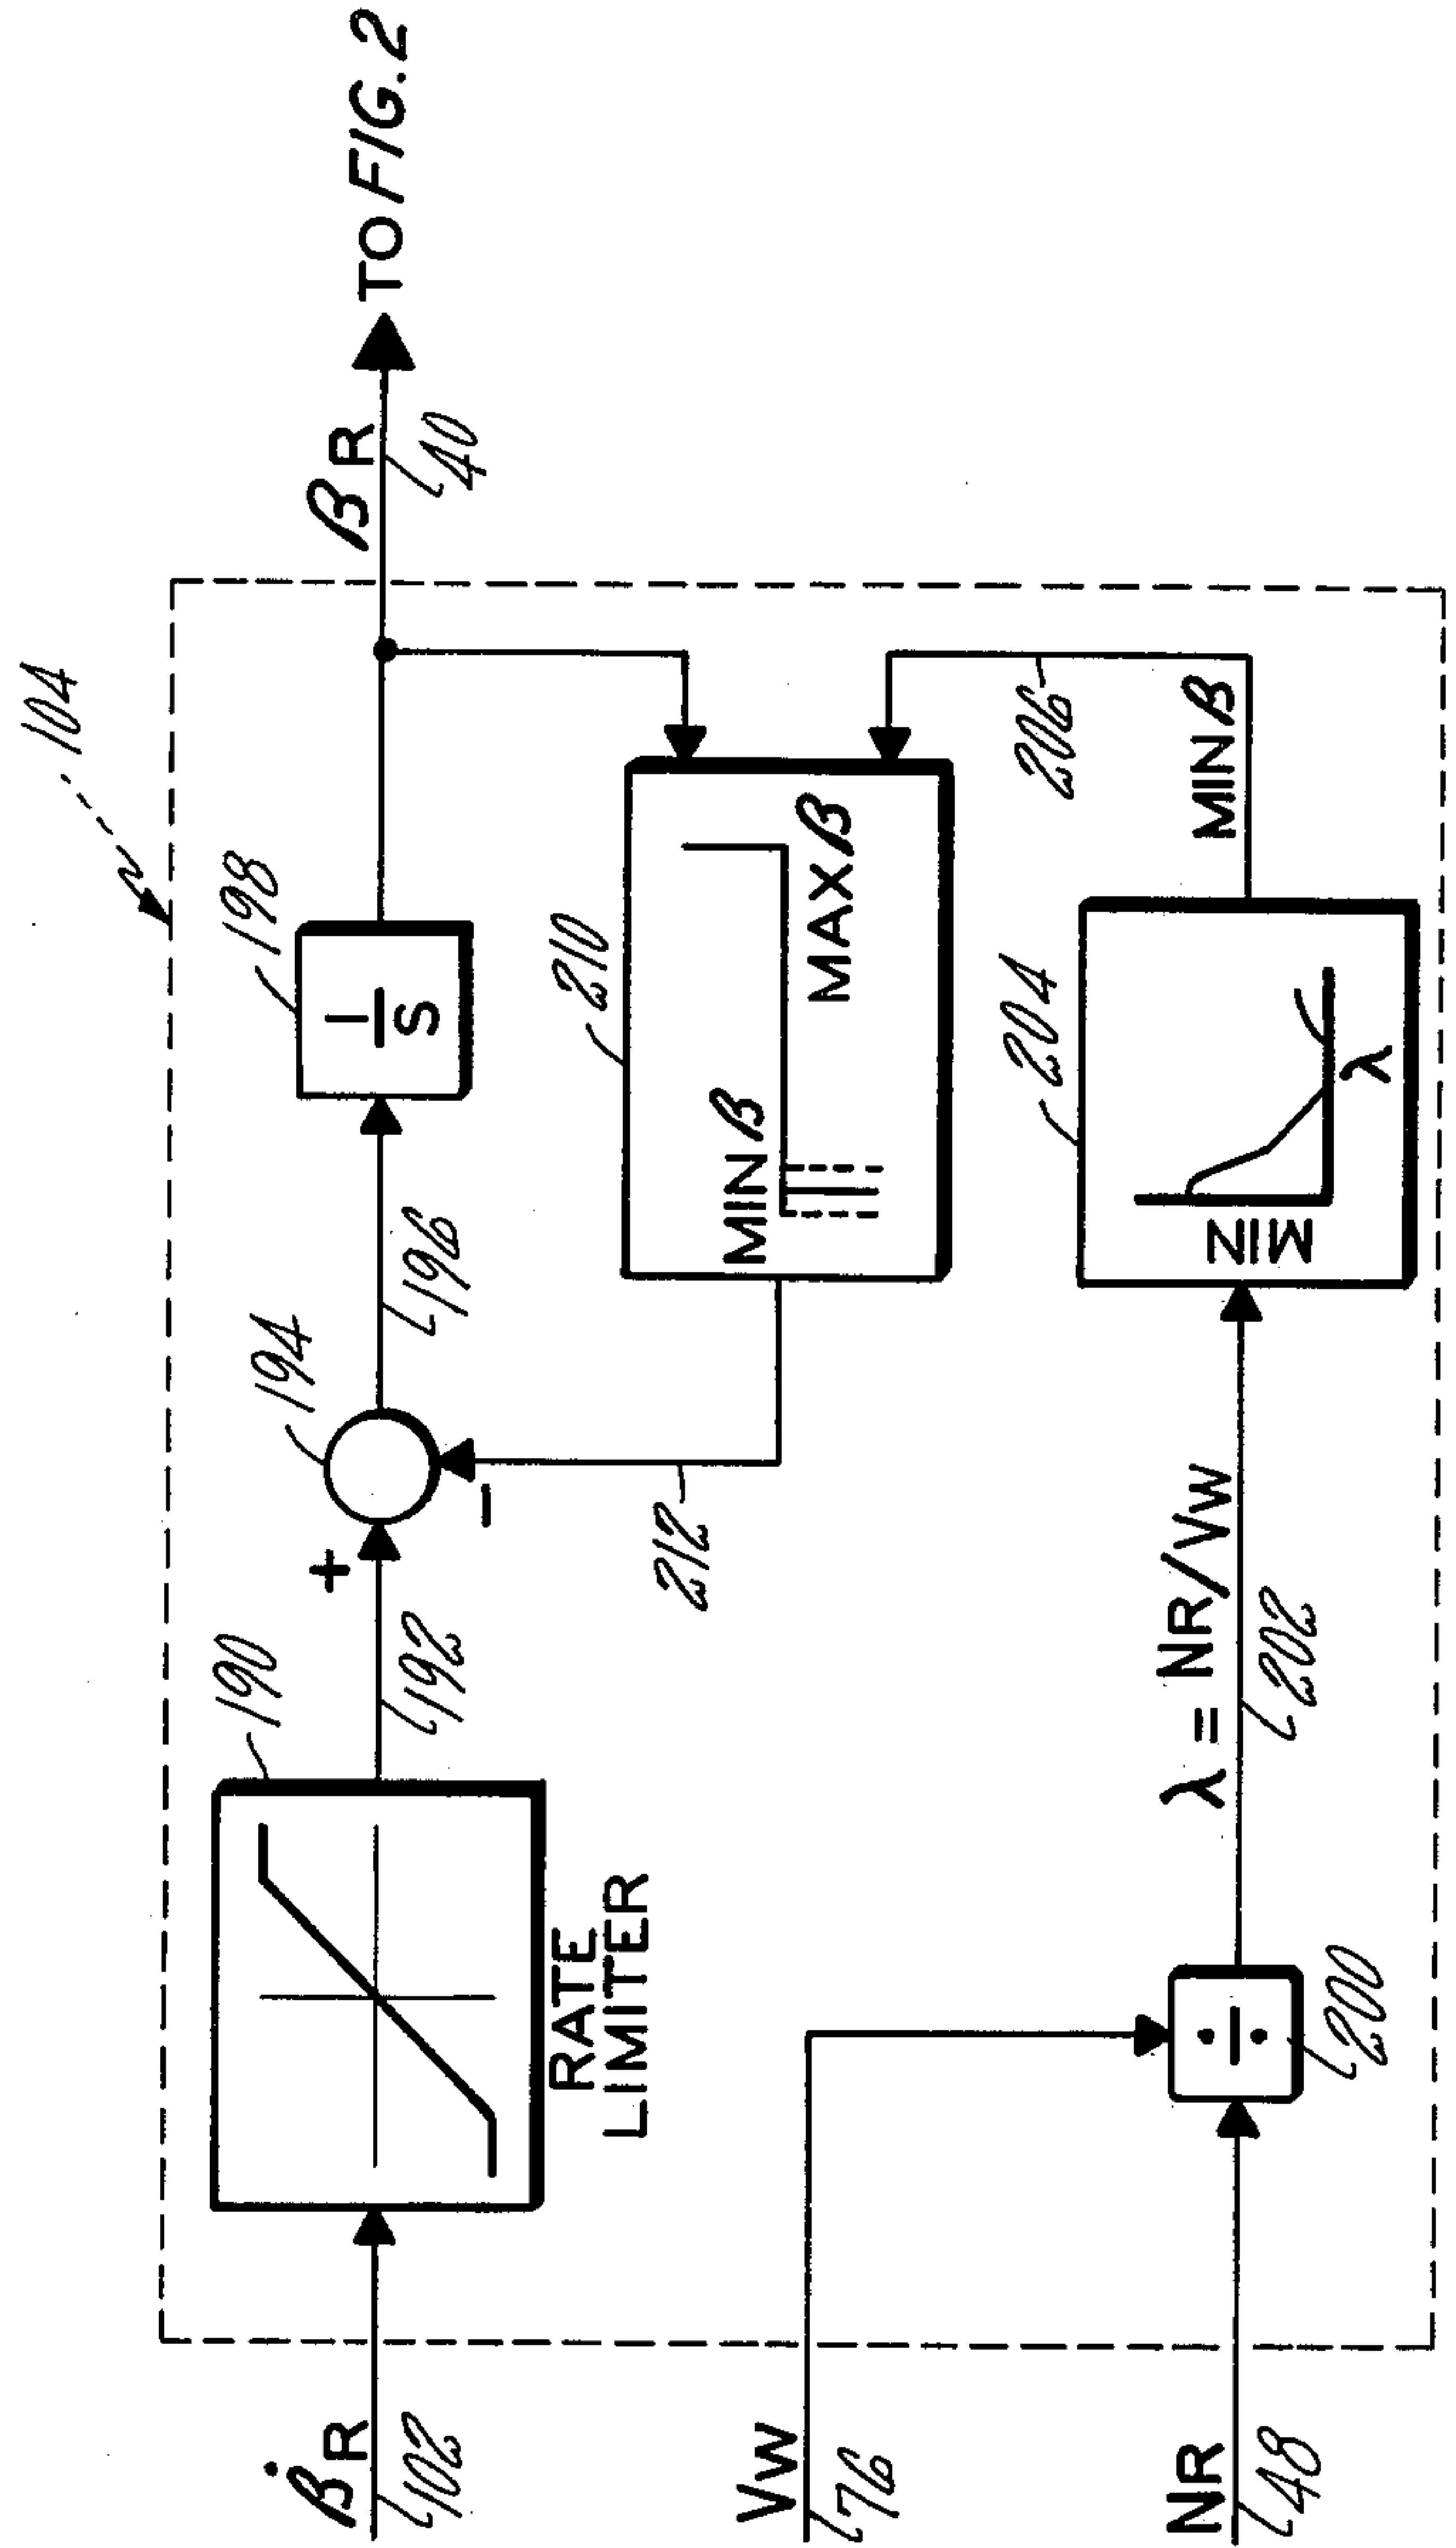 104
β̇R
102
190
RATE
LIMITER
+
192
194
196
198
1
S
βR
40
TO FIG. 2
212
-
210
MIN β
MAX β
VW
76
NR
48
÷
200
λ = NR/VW
202
204
MIN
λ
MIN β
206